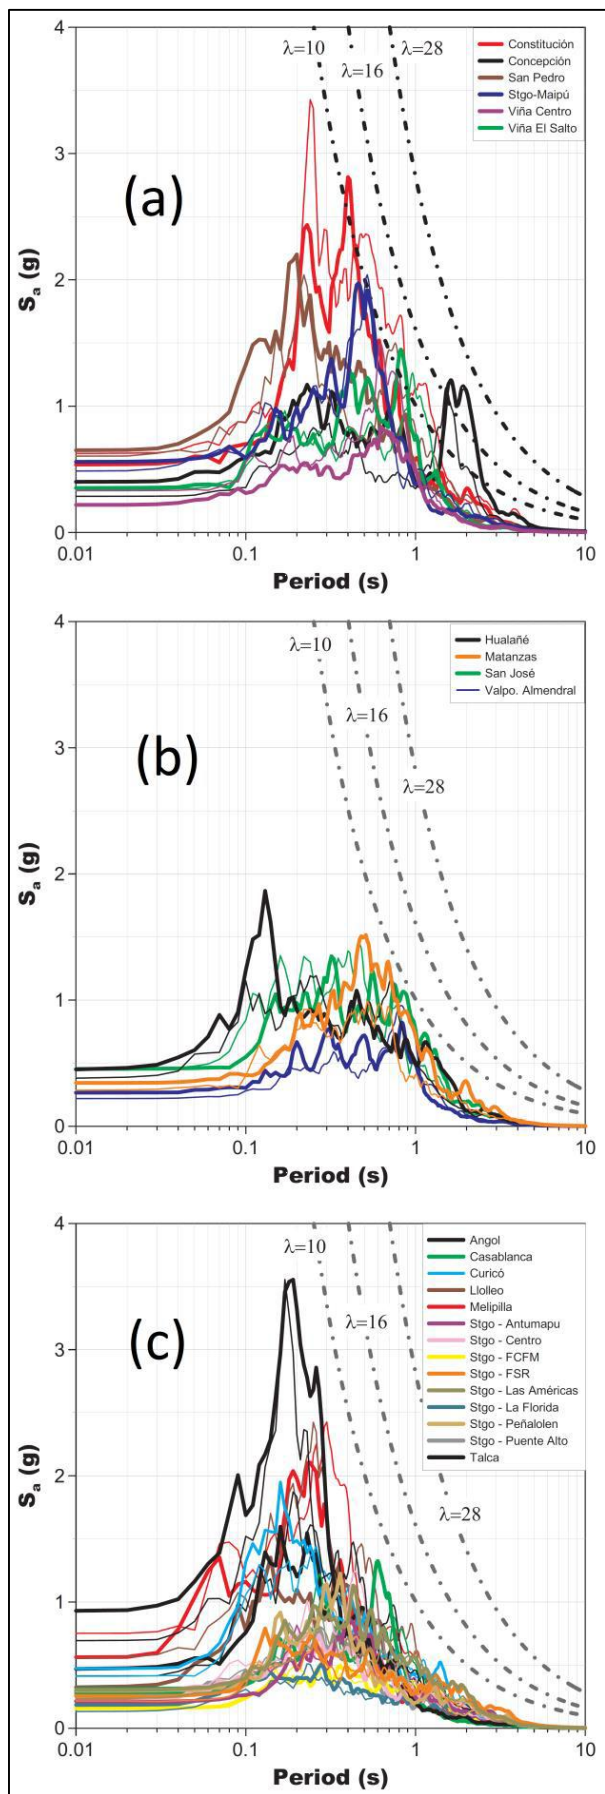 4
λ=10
λ=28
λ=16
Constitución
Concepción
San Pedro
Stgo-Maipú
Viña Centro
Viña El Salto
(a)
3
Sa (g)
2
1
0
0.01
0.1
1
10
Period (s)
4
λ=10
Hualañé
Matanzas
San José
Valpo. Almendral
λ=16
(b)
3
λ=28
Sa (g)
2
1
0
0.01
0.1
1
10
Period (s)
4
λ=10
Angol
Casablanca
Curicó
Llolleo
Melipilla
Stgo - Antumapu
Stgo - Centro
Stgo - FCFM
Stgo - FSR
Stgo - Las Américas
Stgo - La Florida
Stgo - Peñalolen
Stgo - Puente Alto
Talca
λ=16
(c)
3
Sa (g)
2
λ=28
1
0
0.01
0.1
1
10
Period (s)